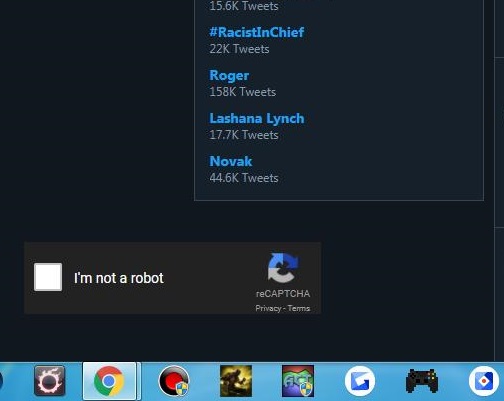 15.6K Tweets
#RacistInChief
22K Tweets
Roger
158K Tweets
Lashana Lynch
17.7K Tweets
Novak
44.6K Tweets
I'm not a robot
reCAPTCHA
Privacy - Terms